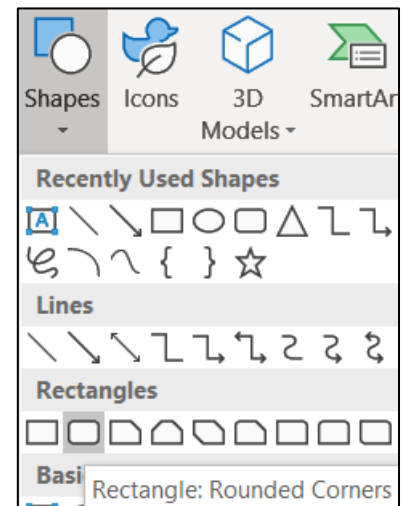 Shapes Icons 3D Models SmartAr
Recently Used Shapes
A
Lines
Rectangles
Basi
Rectangle: Rounded Corners